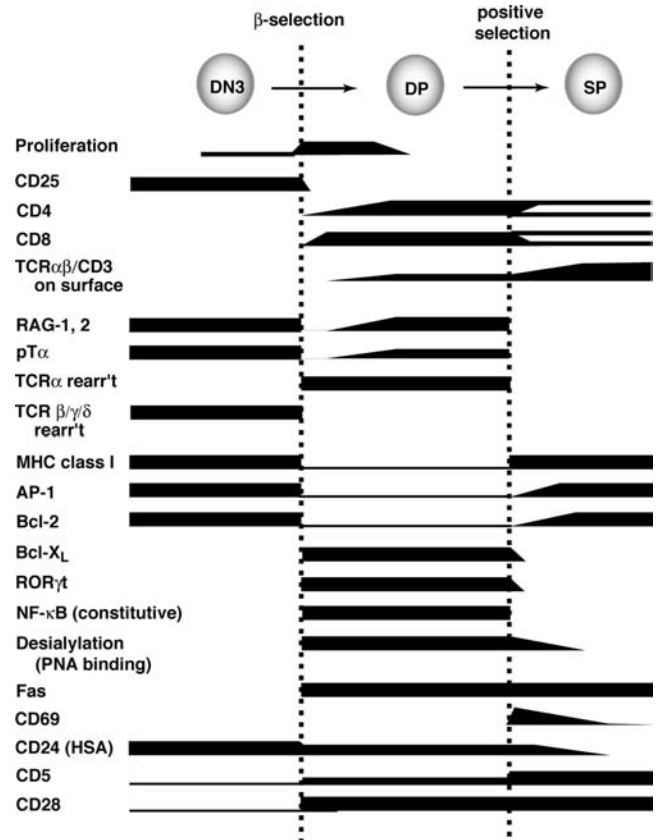 β-selection
positive
selection
DN3
DP
SP
Proliferation
CD25
CD4
CD8
TCRαβ/CD3
on surface
RAG-1, 2
pTα
TCRα rearr't
TCR β/γ/δ
rearr't
MHC class I
AP-1
Bcl-2
Bcl-XL
RORγt
NF-κB (constitutive)
Desialylation
(PNA binding)
Fas
CD69
CD24 (HSA)
CD5
CD28